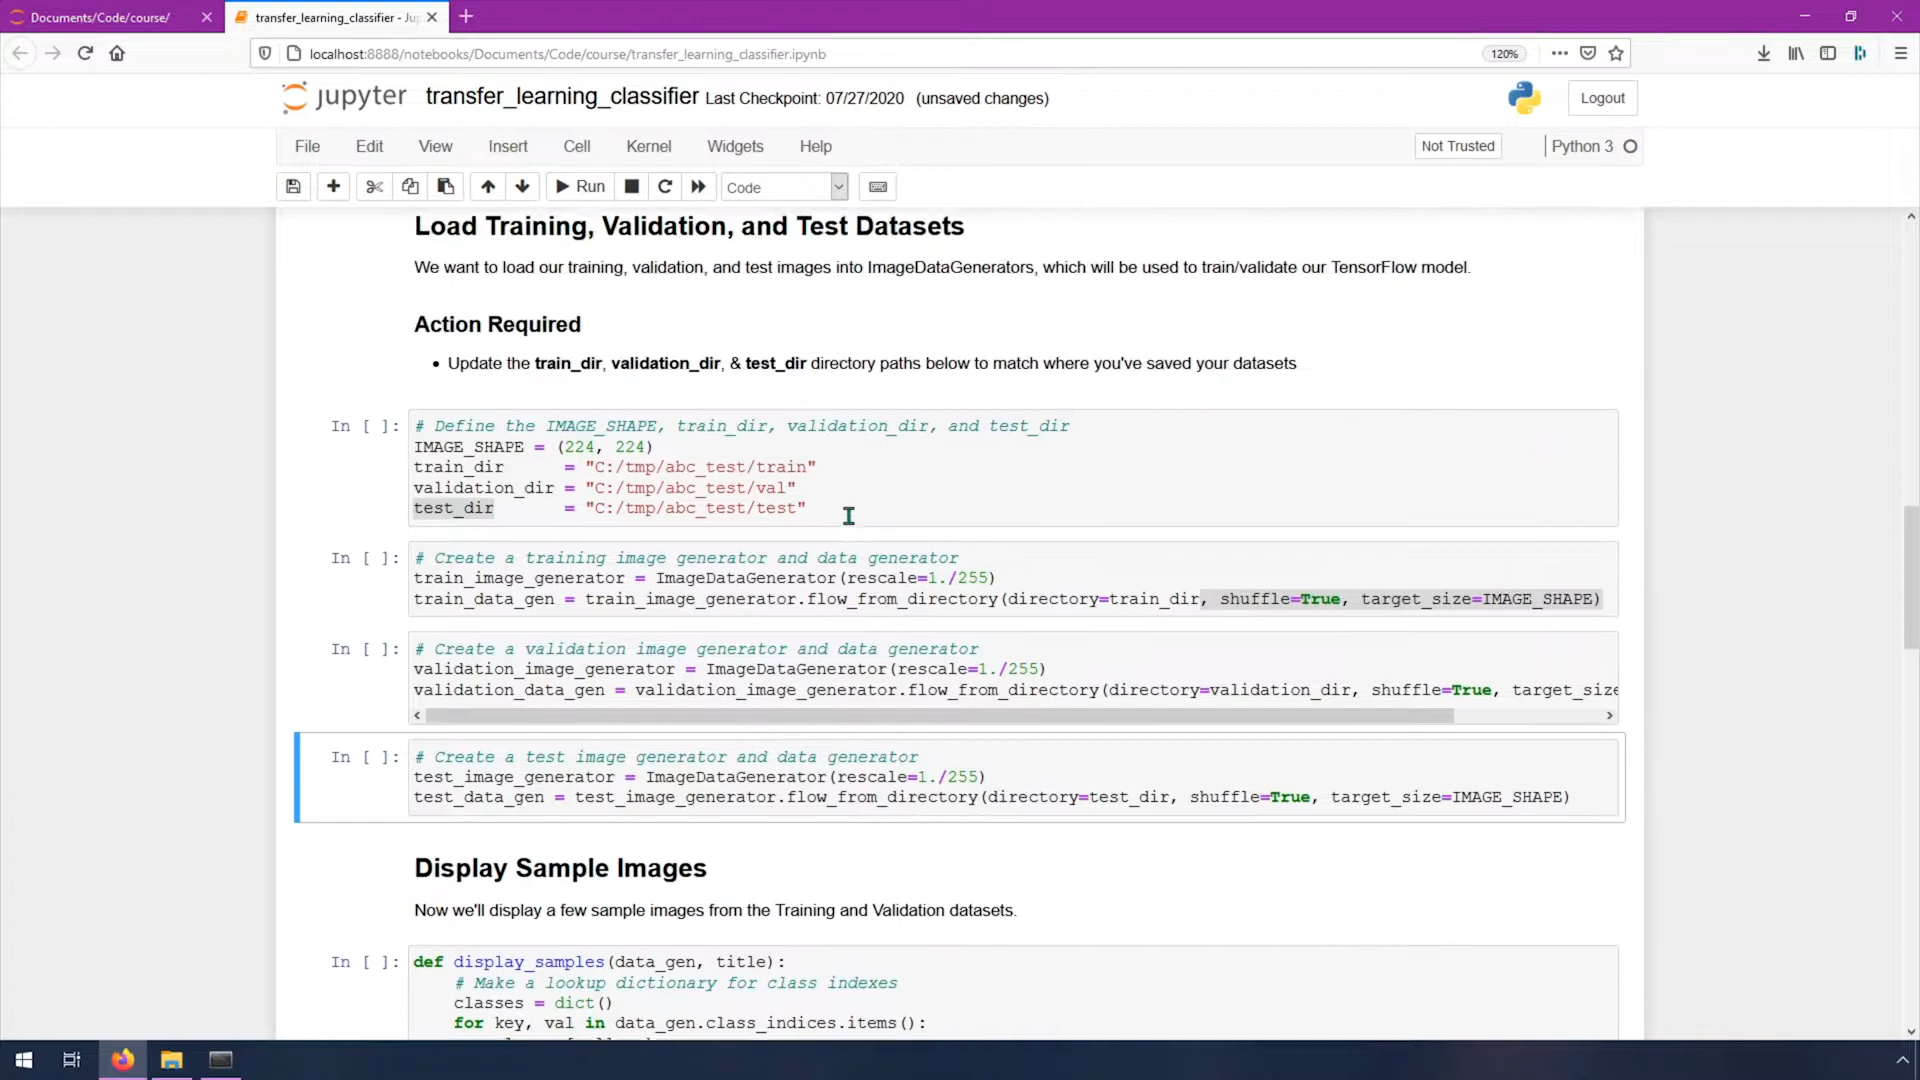 Documents/Code/course/
transfer_learning_classifier - Ju
localhost:8888/notebooks/Documents/Code/course/transfer_learning_classifier.ipynb
120%
jupyter transfer_learning_classifier Last Checkpoint: 07/27/2020 (unsaved changes)
Logout
File Edit View Insert Cell Kernel Widgets Help
Not Trusted
Python 3
Run
Code
Load Training, Validation, and Test Datasets
We want to load our training, validation, and test images into ImageDataGenerators, which will be used to train/validate our TensorFlow model.
Action Required
• Update the train_dir, validation_dir, & test_dir directory paths below to match where you've saved your datasets
In [ ]: # Define the IMAGE_SHAPE, train_dir, validation_dir, and test_dir
IMAGE_SHAPE = (224, 224)
train_dir      = "C:/tmp/abc_test/train"
validation_dir = "C:/tmp/abc_test/val"
test_dir       = "C:/tmp/abc_test/test"
In [ ]: # Create a training image generator and data generator
train_image_generator = ImageDataGenerator(rescale=1./255)
train_data_gen = train_image_generator.flow_from_directory(directory=train_dir, shuffle=True, target_size=IMAGE_SHAPE)
In [ ]: # Create a validation image generator and data generator
validation_image_generator = ImageDataGenerator(rescale=1./255)
validation_data_gen = validation_image_generator.flow_from_directory(directory=validation_dir, shuffle=True, target_size
In [ ]: # Create a test image generator and data generator
test_image_generator = ImageDataGenerator(rescale=1./255)
test_data_gen = test_image_generator.flow_from_directory(directory=test_dir, shuffle=True, target_size=IMAGE_SHAPE)
Display Sample Images
Now we'll display a few sample images from the Training and Validation datasets.
In [ ]: def display_samples(data_gen, title):
# Make a lookup dictionary for class indexes
classes = dict()
for key, val in data_gen.class_indices.items():